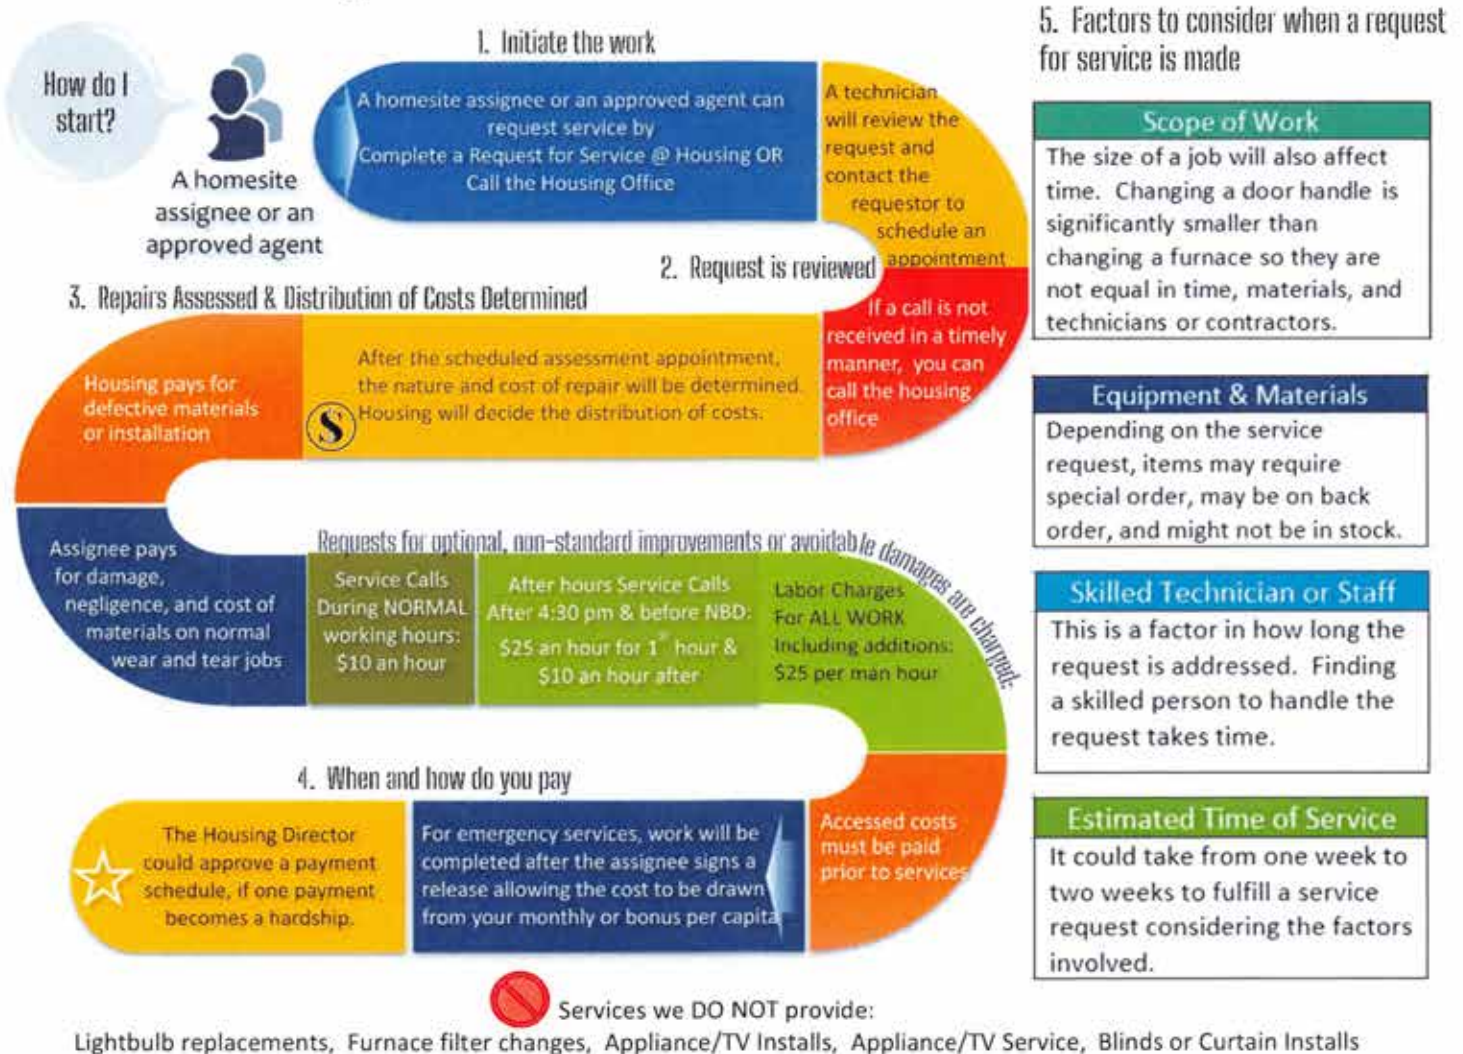 How do I
start?
A homesite
assignee or an
approved agent
1. Initiate the work
A homesite assignee or an approved agent can
request service by
Complete a Request for Service @ Housing OR
Call the Housing Office
A technician
will review the
request and
contact the
requestor to
schedule an
appointment
2. Request is reviewed
If a call is not
received in a timely
manner, you can
call the housing
office
3. Repairs Assessed & Distribution of Costs Determined
After the scheduled assessment appointment,
the nature and cost of repair will be determined.
Housing will decide the distribution of costs.
S
Housing pays for
defective materials
or installation
Assignee pays
for damage,
negligence, and cost of
materials on normal
wear and tear jobs
Requests for optional, non-standard improvements or avoidable damages are charged:
Service Calls
During NORMAL
working hours:
$10 an hour
After hours Service Calls
After 4:30 pm & before NBD:
$25 an hour for 1st hour &
$10 an hour after
Labor Charges
For ALL WORK
Including additions:
$25 per man hour
Accessed costs
must be paid
prior to services
4. When and how do you pay
For emergency services, work will be
completed after the assignee signs a
release allowing the cost to be drawn
from your monthly or bonus per capita
The Housing Director
could approve a payment
schedule, if one payment
becomes a hardship.
5. Factors to consider when a request
for service is made
Scope of Work
The size of a job will also affect
time. Changing a door handle is
significantly smaller than
changing a furnace so they are
not equal in time, materials, and
technicians or contractors.
Equipment & Materials
Depending on the service
request, items may require
special order, may be on back
order, and might not be in stock.
Skilled Technician or Staff
This is a factor in how long the
request is addressed. Finding
a skilled person to handle the
request takes time.
Estimated Time of Service
It could take from one week to
two weeks to fulfill a service
request considering the factors
involved.
Services we DO NOT provide:
Lightbulb replacements, Furnace filter changes, Appliance/TV Installs, Appliance/TV Service, Blinds or Curtain Installs